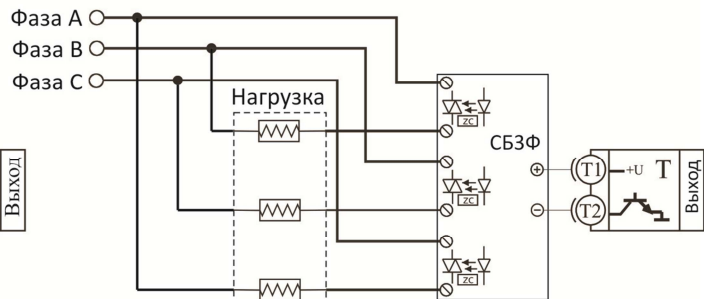 Фаза A
Фаза B
Фаза C
Нагрузка
zc
СБ3Ф
zc
zc
T1
+U
T
T2
Выход
Выход